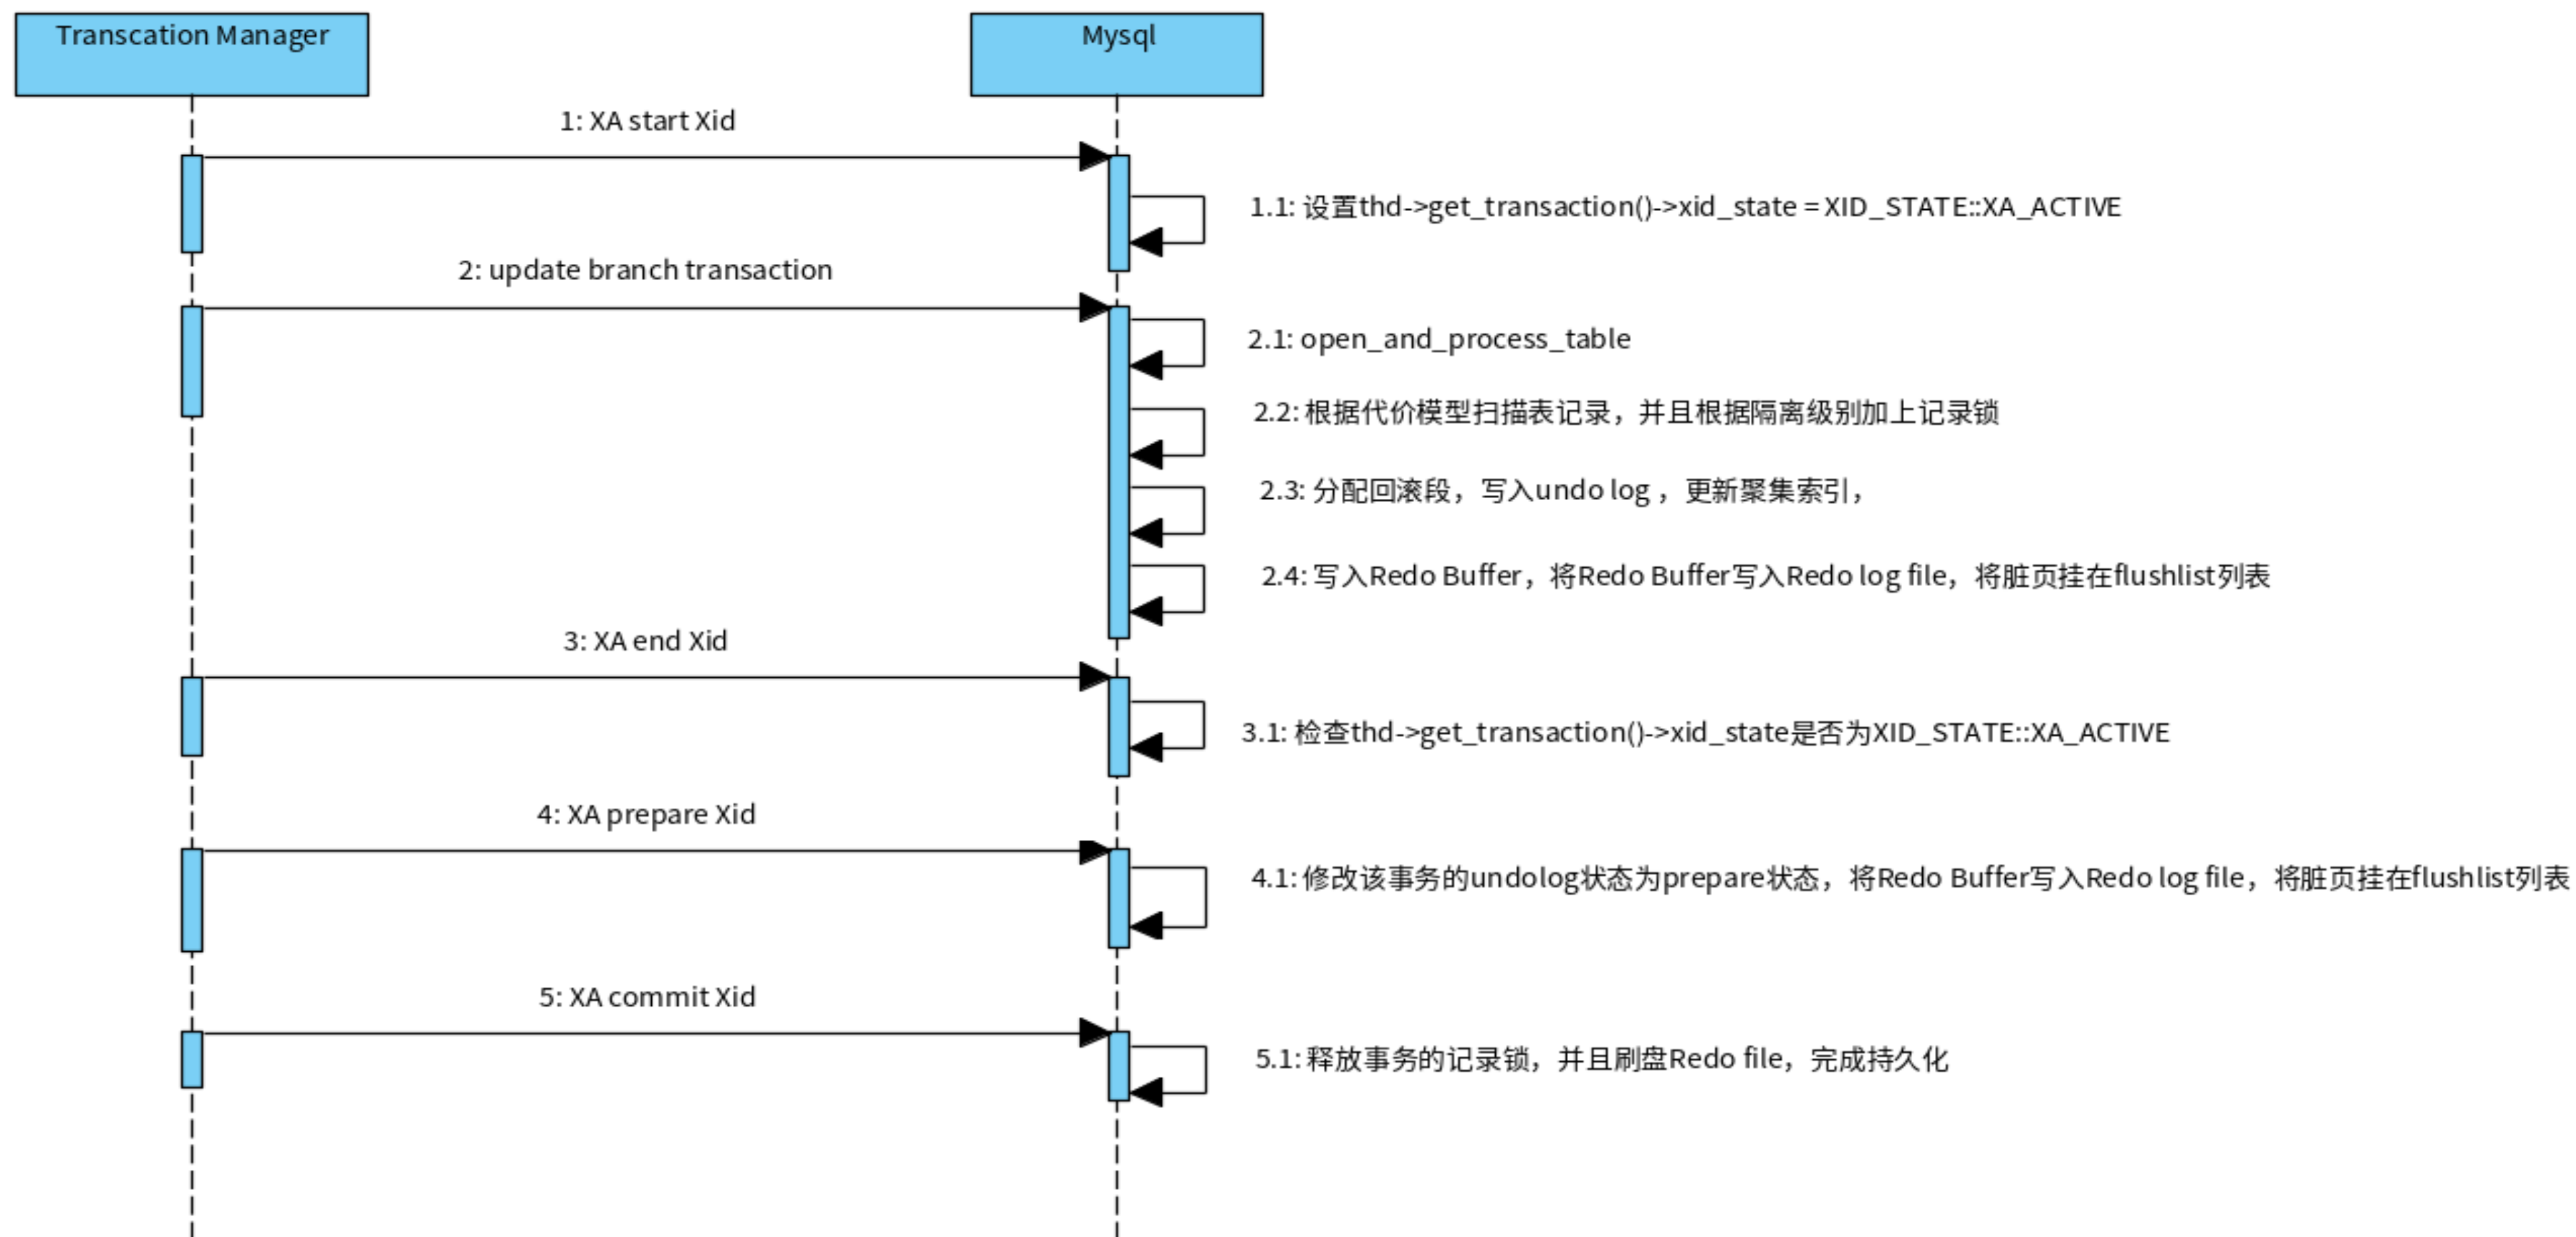 Transcation Manager
Mysql
1: XA start Xid
1.1: 设置thd->get_transaction()->xid_state = XID_STATE::XA_ACTIVE
2: update branch transaction
2.1: open_and_process_table
2.2: 根据代价模型扫描表记录，并且根据隔离级别加上记录锁
2.3: 分配回滚段，写入undo log ，更新聚集索引，
2.4: 写入Redo Buffer，将Redo Buffer写入Redo log file，将脏页挂在flushlist列表
3: XA end Xid
3.1: 检查thd->get_transaction()->xid_state是否为XID_STATE::XA_ACTIVE
4: XA prepare Xid
4.1: 修改该事务的undolog状态为prepare状态，将Redo Buffer写入Redo log file，将脏页挂在flushlist列表
5: XA commit Xid
5.1: 释放事务的记录锁，并且刷盘Redo file，完成持久化